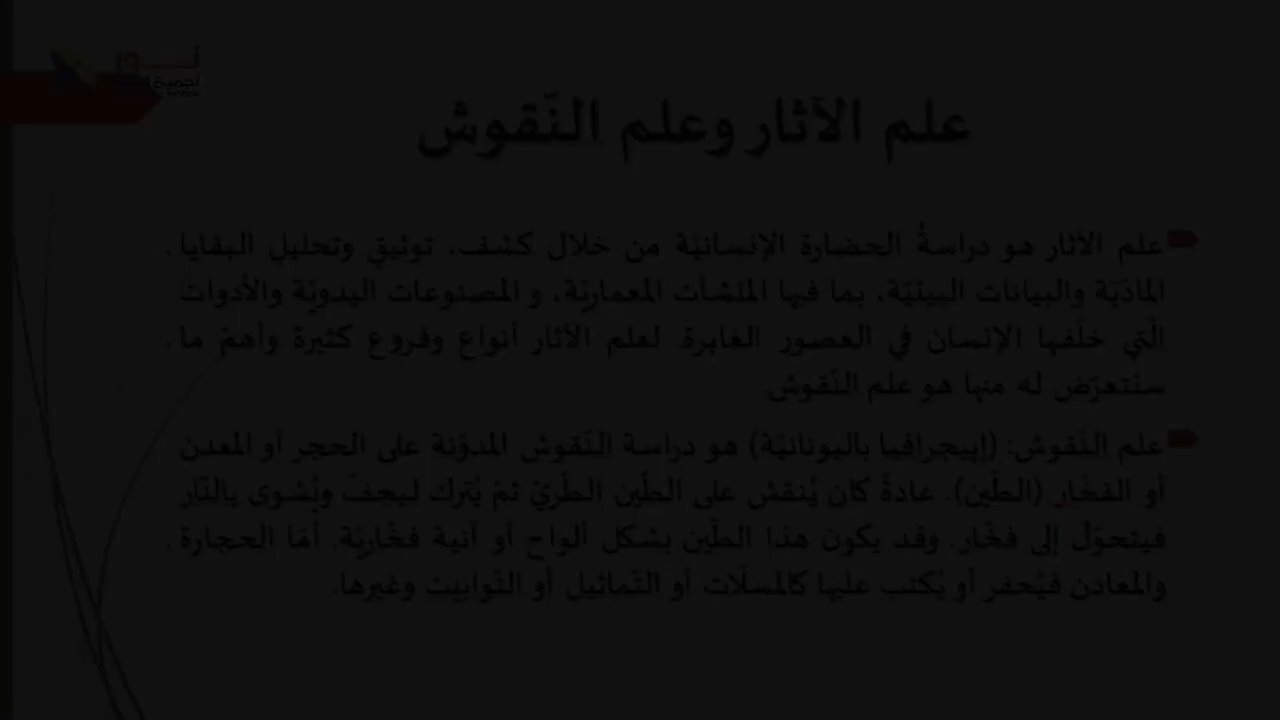 نور
علم الآثار وعلم النّقوش
علم الآثار هو دراسةُ الحضارة الإنسانيّة من خلال كشف، توثيق وتحليل البقايا
المادّيّة والبيانات البيئيّة، بما فيها المنشآت المعماريّة، و المصنوعات اليدويّة والأدوات
الّتي خلّفها الإنسان في العصور الغابرة. لعلم الآثار أنواع وفروع كثيرة وأهمّ ما
سنتعرّض له منها هو علم النّقوش.
علم النّقوش: (إبيجرافيا باليونانيّة) هو دراسة النّقوش المدوّنة على الحجر أو المعدن
أو الفخّار (الطّين). عادةً كان يُنقش على الطّين الطّريّ ثمّ يُترك ليجفّ ويُشوى بالنّار
فيتحوّل إلى فخّار. وقد يكون هذا الطّين بشكل ألواح أو آنية فخّاريّة. أمّا الحجارة
والمعادن فيُحفر أو يُكتب عليها كالمسلّات أو التّماثيل أو التّوابيت وغيرها.